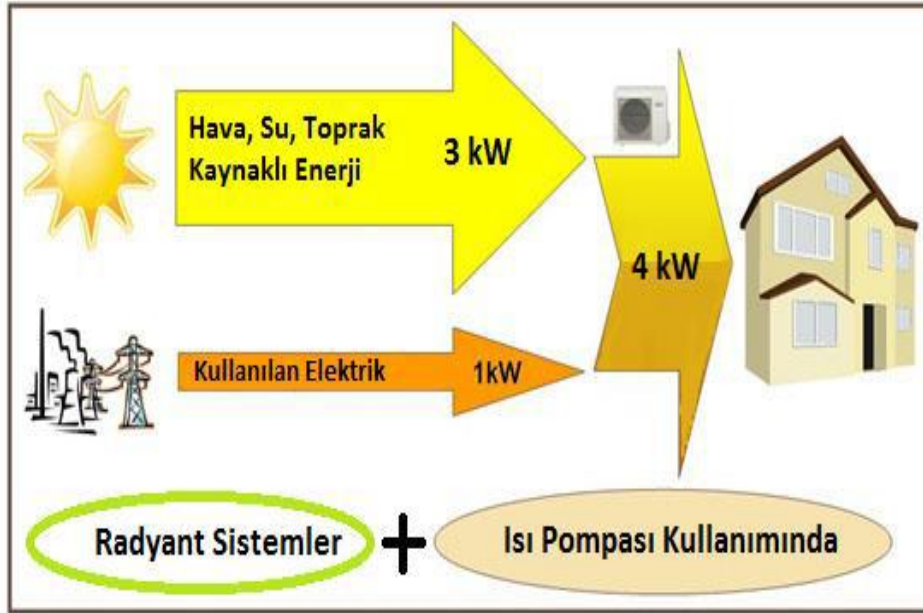 Hava, Su, Toprak
Kaynaklı Enerji
3 kW
4 kW
Kullanılan Elektrik
1kW
Radyant Sistemler + Isı Pompası Kullanımında